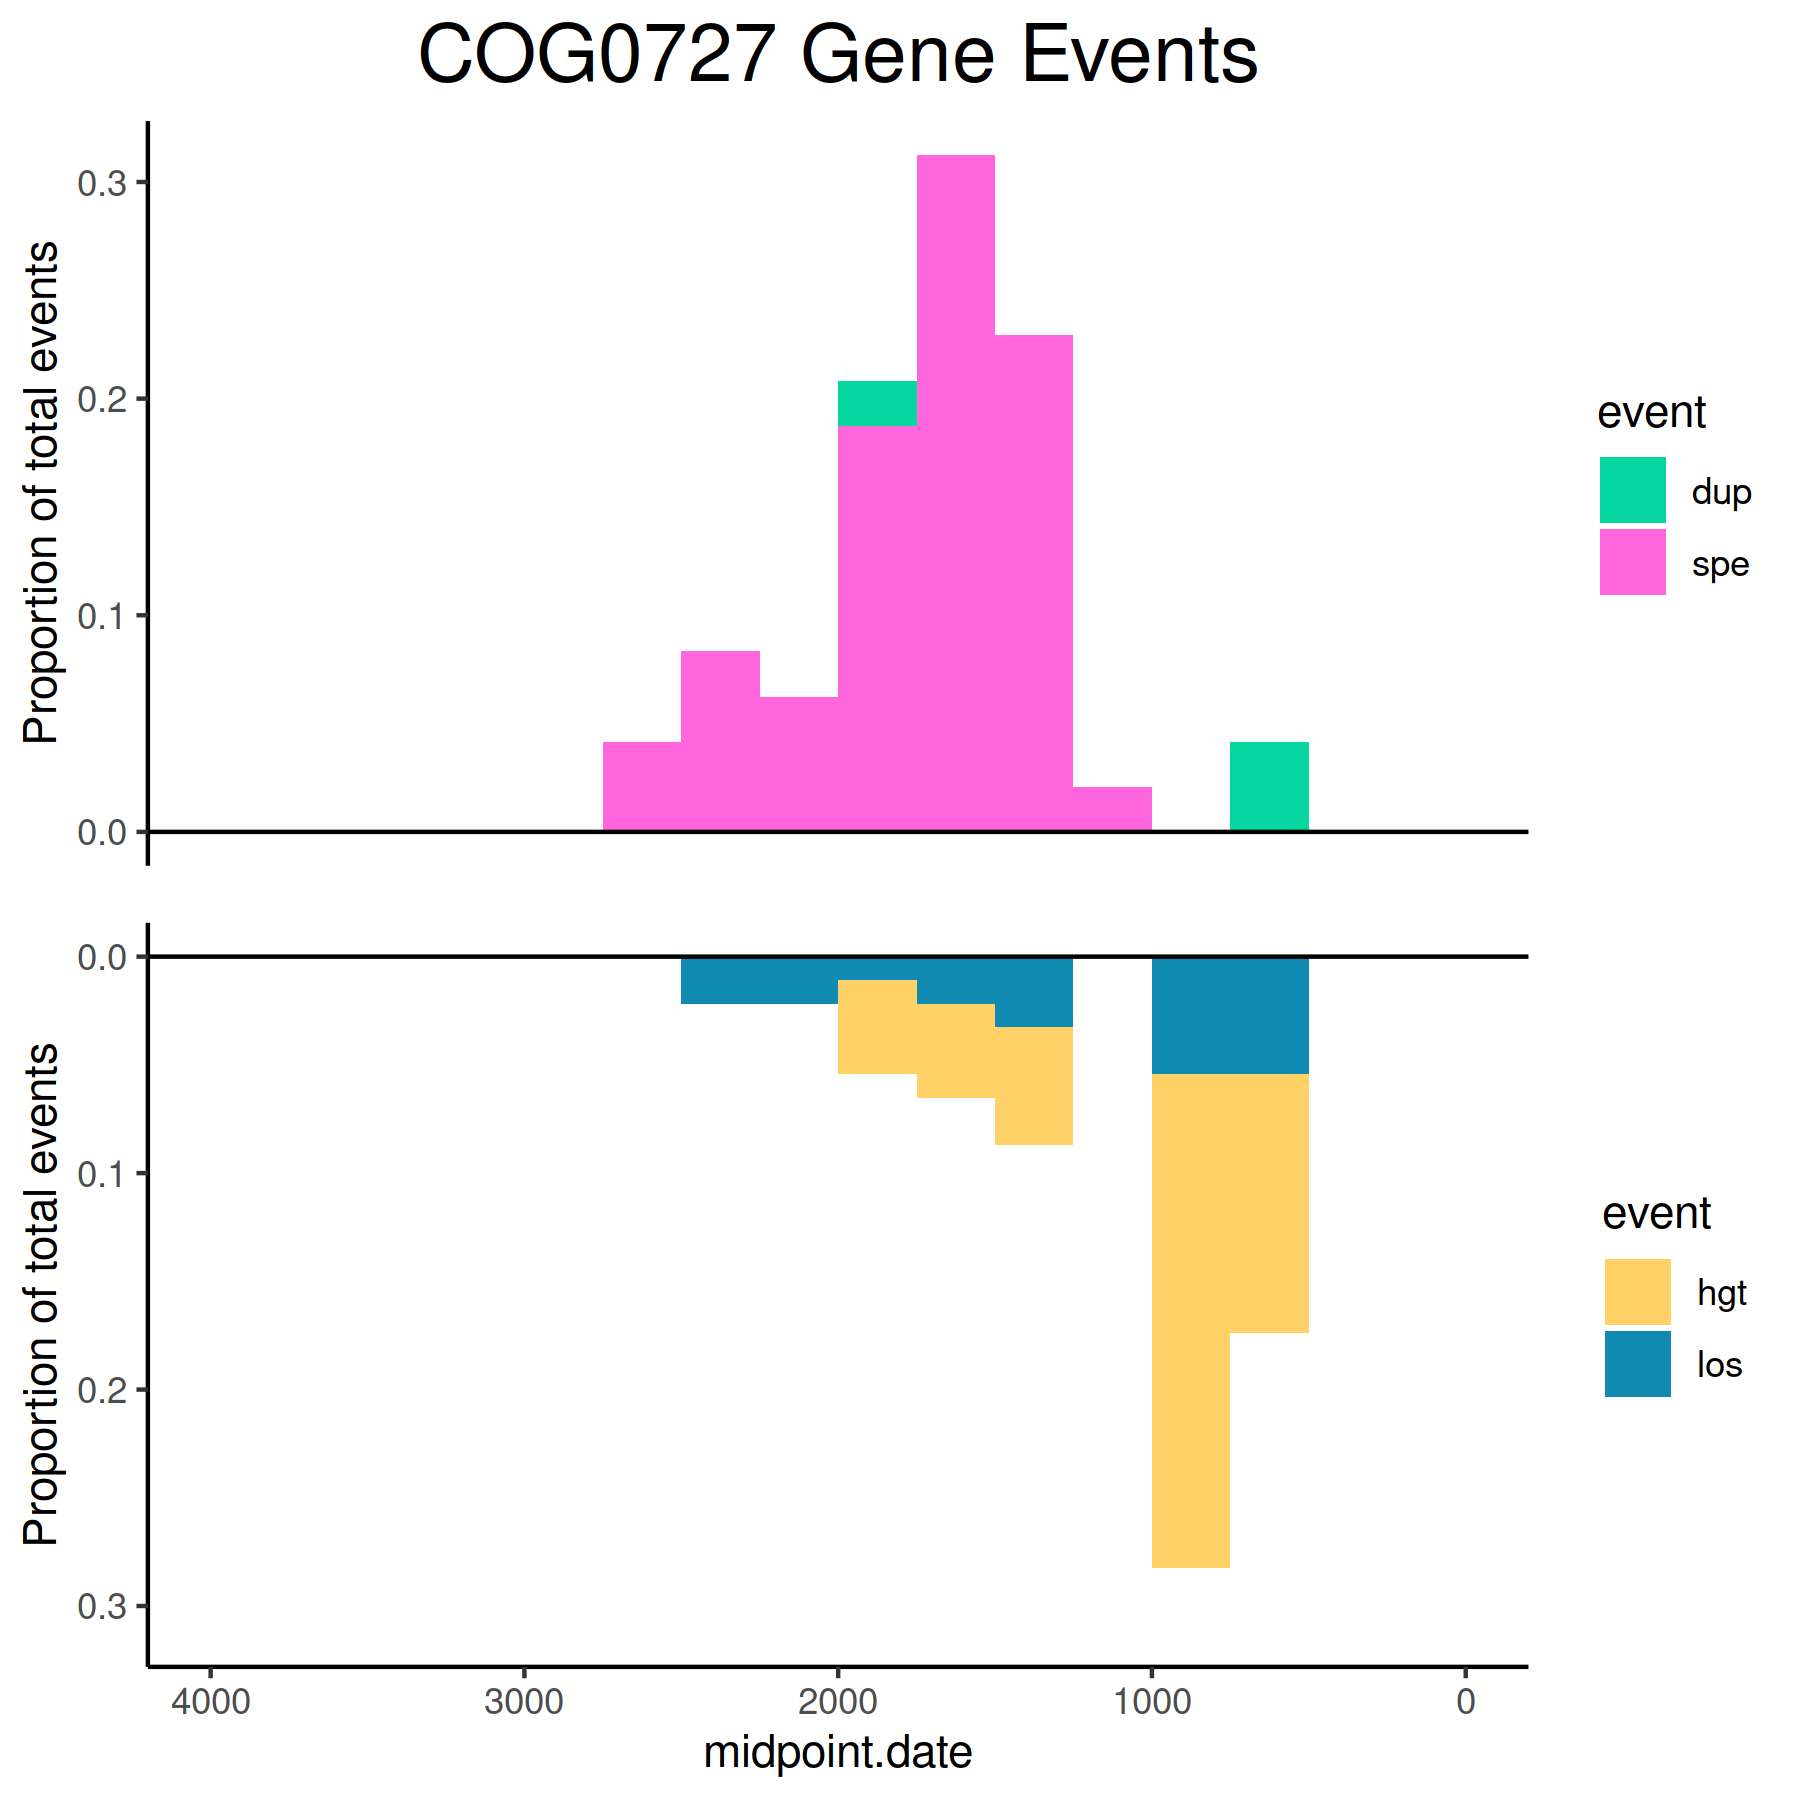 COG0727 Gene Events
Proportion of total events
0.3
0.2
0.1
0.0
event
dup
spe
Proportion of total events
0.0
0.1
0.2
0.3
event
hgt
los
4000 3000 2000 1000 0
midpoint.date